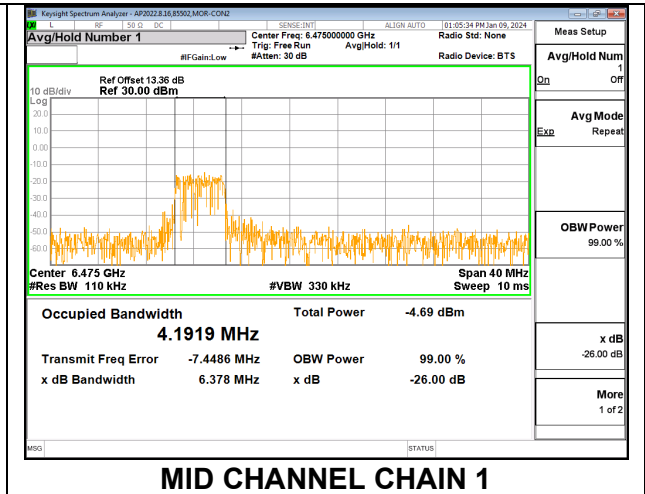 Keysight Spectrum Analyzer - AP2022.8.16,85502,MOR-CON2
L RF 50 Ω DC SENSE:INT ALIGN AUTO 01:05:34 PM Jan 09, 2024
Avg/Hold Number 1
Center Freq: 6.475000000 GHz Radio Std: None
Trig: Free Run Avg|Hold: 1/1
#IFGain:Low #Atten: 30 dB Radio Device: BTS
Ref Offset 13.36 dB
10 dB/div Ref 30.00 dBm
Log
20.0
10.0
0.00
-10.0
-20.0
-30.0
-40.0
-50.0
-60.0
Center 6.475 GHz Span 40 MHz
#Res BW 110 kHz #VBW 330 kHz Sweep 10 ms
Occupied Bandwidth Total Power -4.69 dBm
4.1919 MHz
Transmit Freq Error -7.4486 MHz OBW Power 99.00 %
x dB Bandwidth 6.378 MHz x dB -26.00 dB
MSG STATUS
Meas Setup
Avg/Hold Num
1
On Off
Avg Mode
Exp Repeat
OBW Power
99.00 %
x dB
-26.00 dB
More
1 of 2
MID CHANNEL CHAIN 1